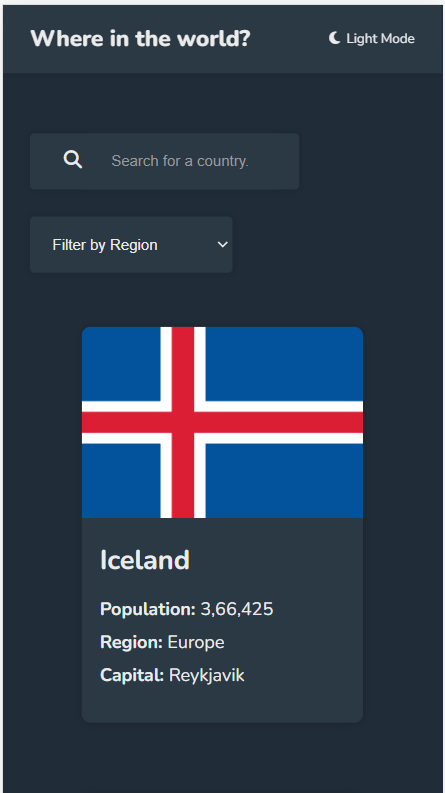 Where in the world?
Light Mode
Search for a country.
Filter by Region
Iceland
Population: 3,66,425
Region: Europe
Capital: Reykjavik